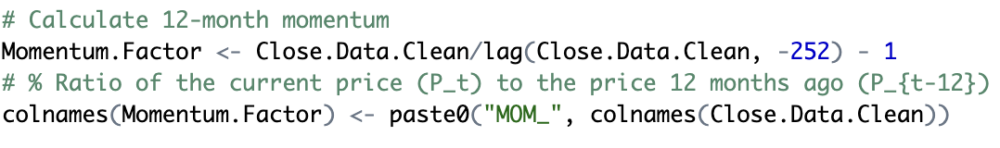 # Calculate 12-month momentum
Momentum.Factor <- Close.Data.Clean/lag(Close.Data.Clean, -252) - 1
# % Ratio of the current price (P_t) to the price 12 months ago (P_{t-12})
colnames(Momentum.Factor) <- paste0("MOM_", colnames(Close.Data.Clean))